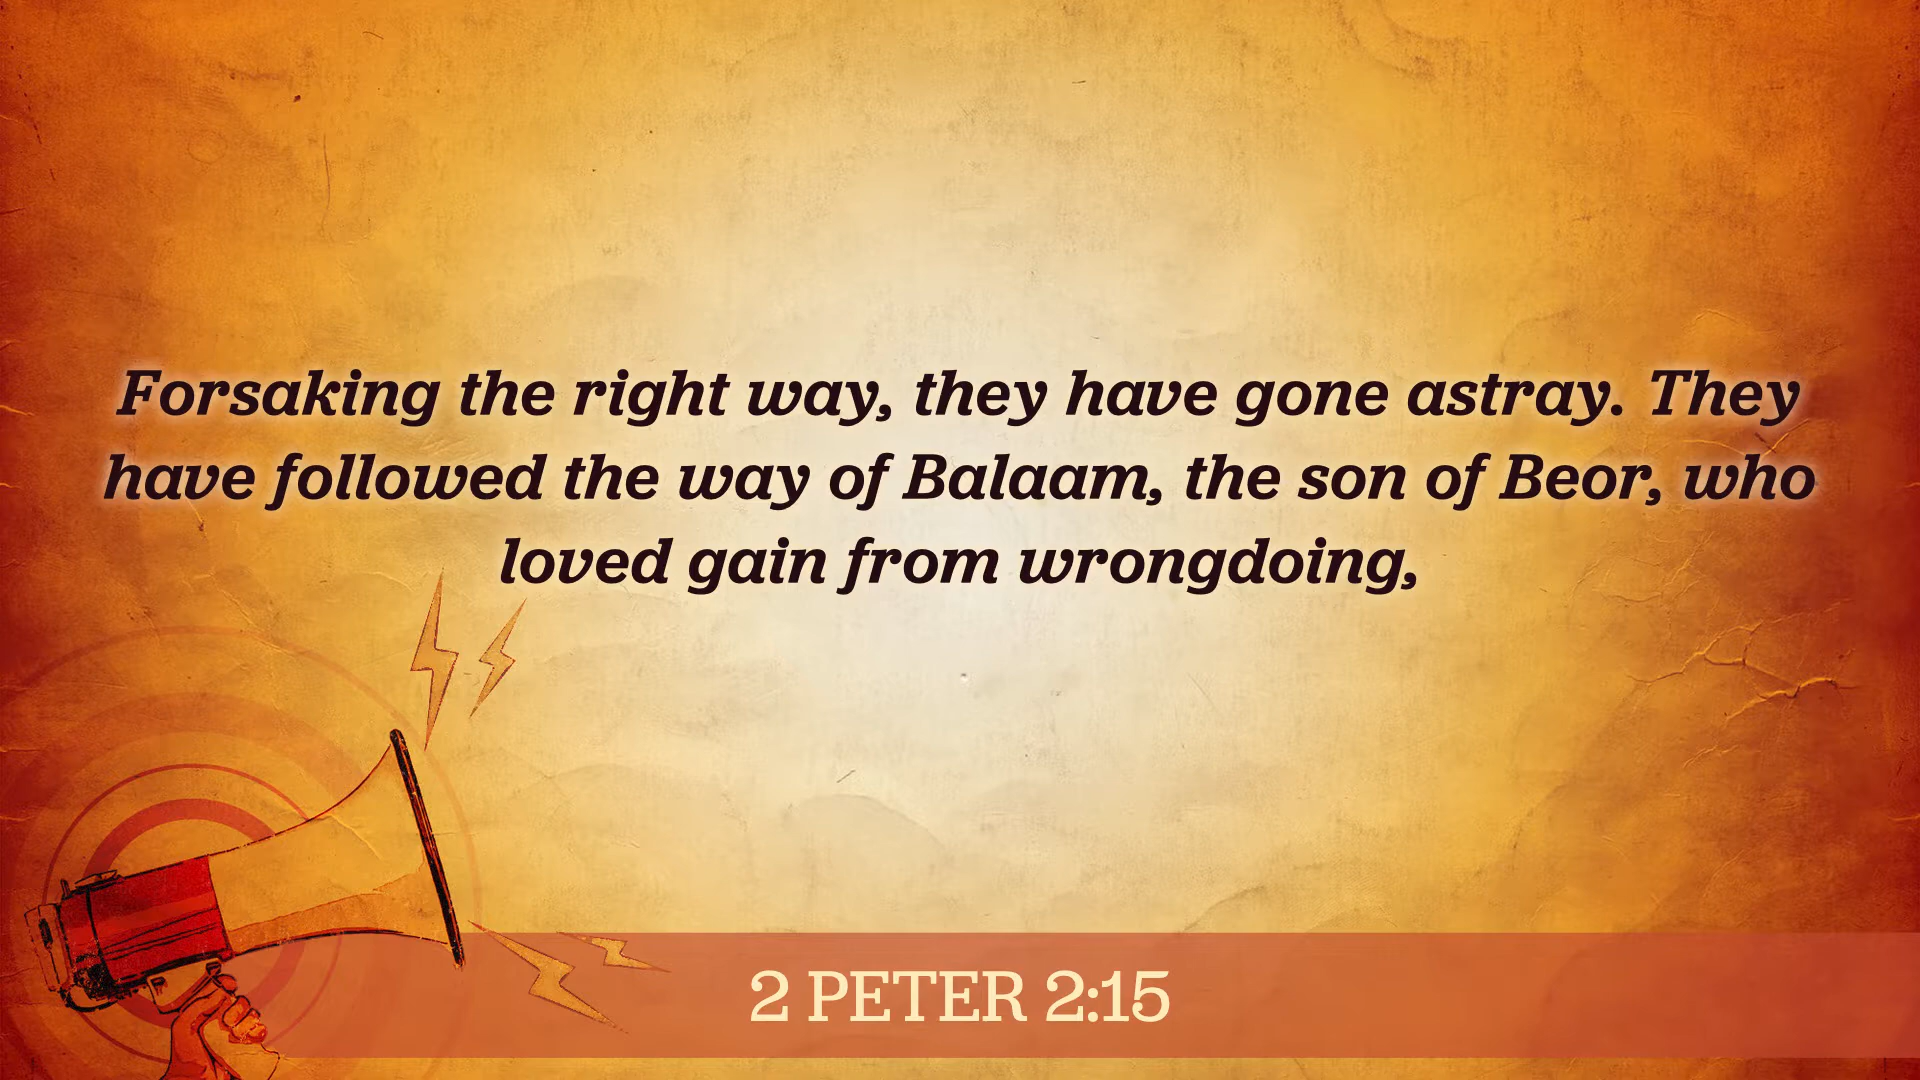 Forsaking the right way, they have gone astray. They
have followed the way of Balaam, the son of Beor, who
loved gain from wrongdoing,
2 PETER 2:15